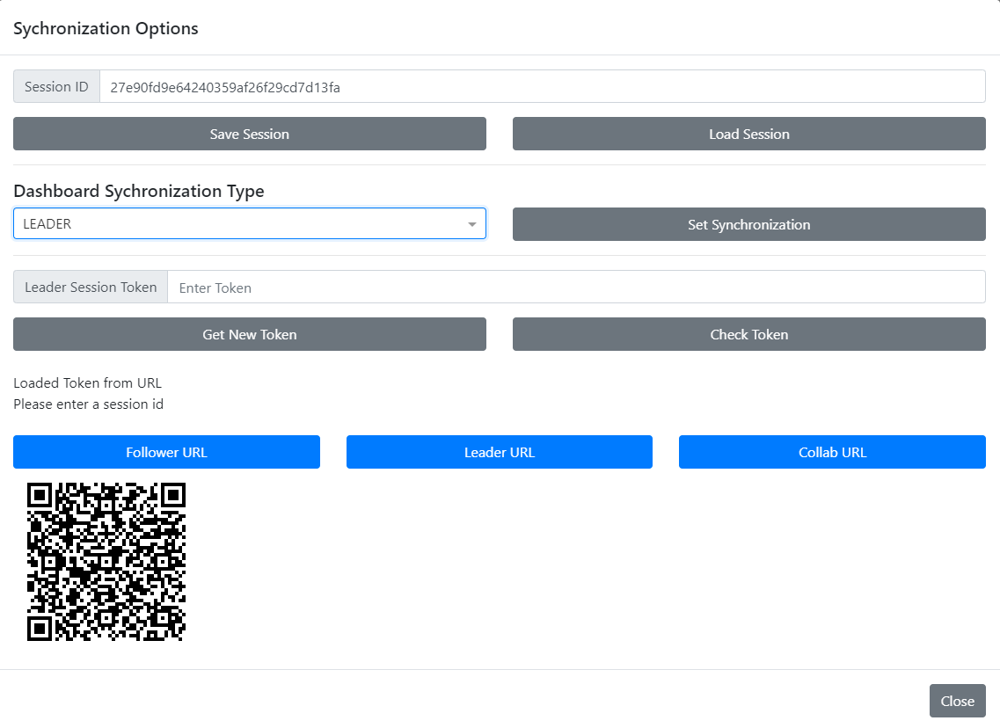 Sychronization Options
Session ID 27e90fd9e64240359af26f29cd7d13fa
Save Session Load Session
Dashboard Sychronization Type
LEADER Set Synchronization
Leader Session Token Enter Token
Get New Token Check Token
Loaded Token from URL
Please enter a session id
Follower URL Leader URL Collab URL
Close